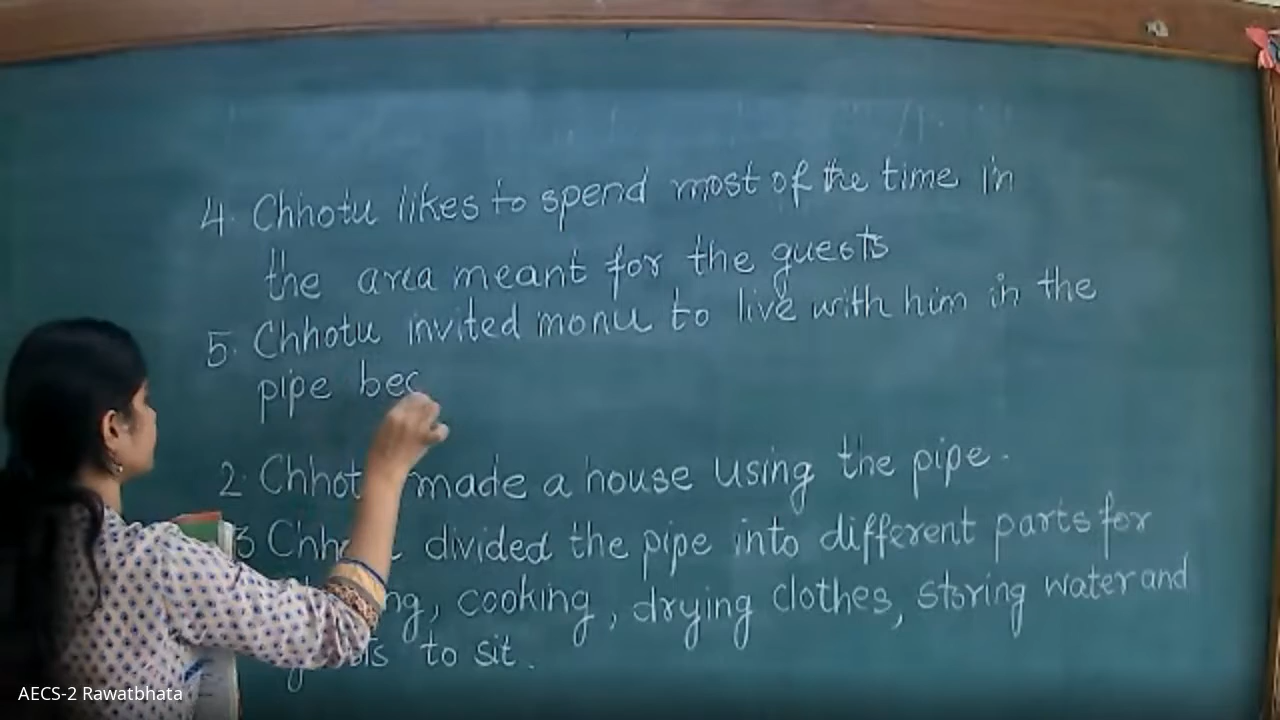 4. Chhotu likes to spend most of the time in
the area meant for the guests
5. Chhotu invited monu to live with him in the
pipe bec
2. Chhot made a house using the pipe.
3 Chh divided the pipe into different parts for
ng, cooking, drying clothes, storing water and
to sit.
AECS-2 Rawatbhata